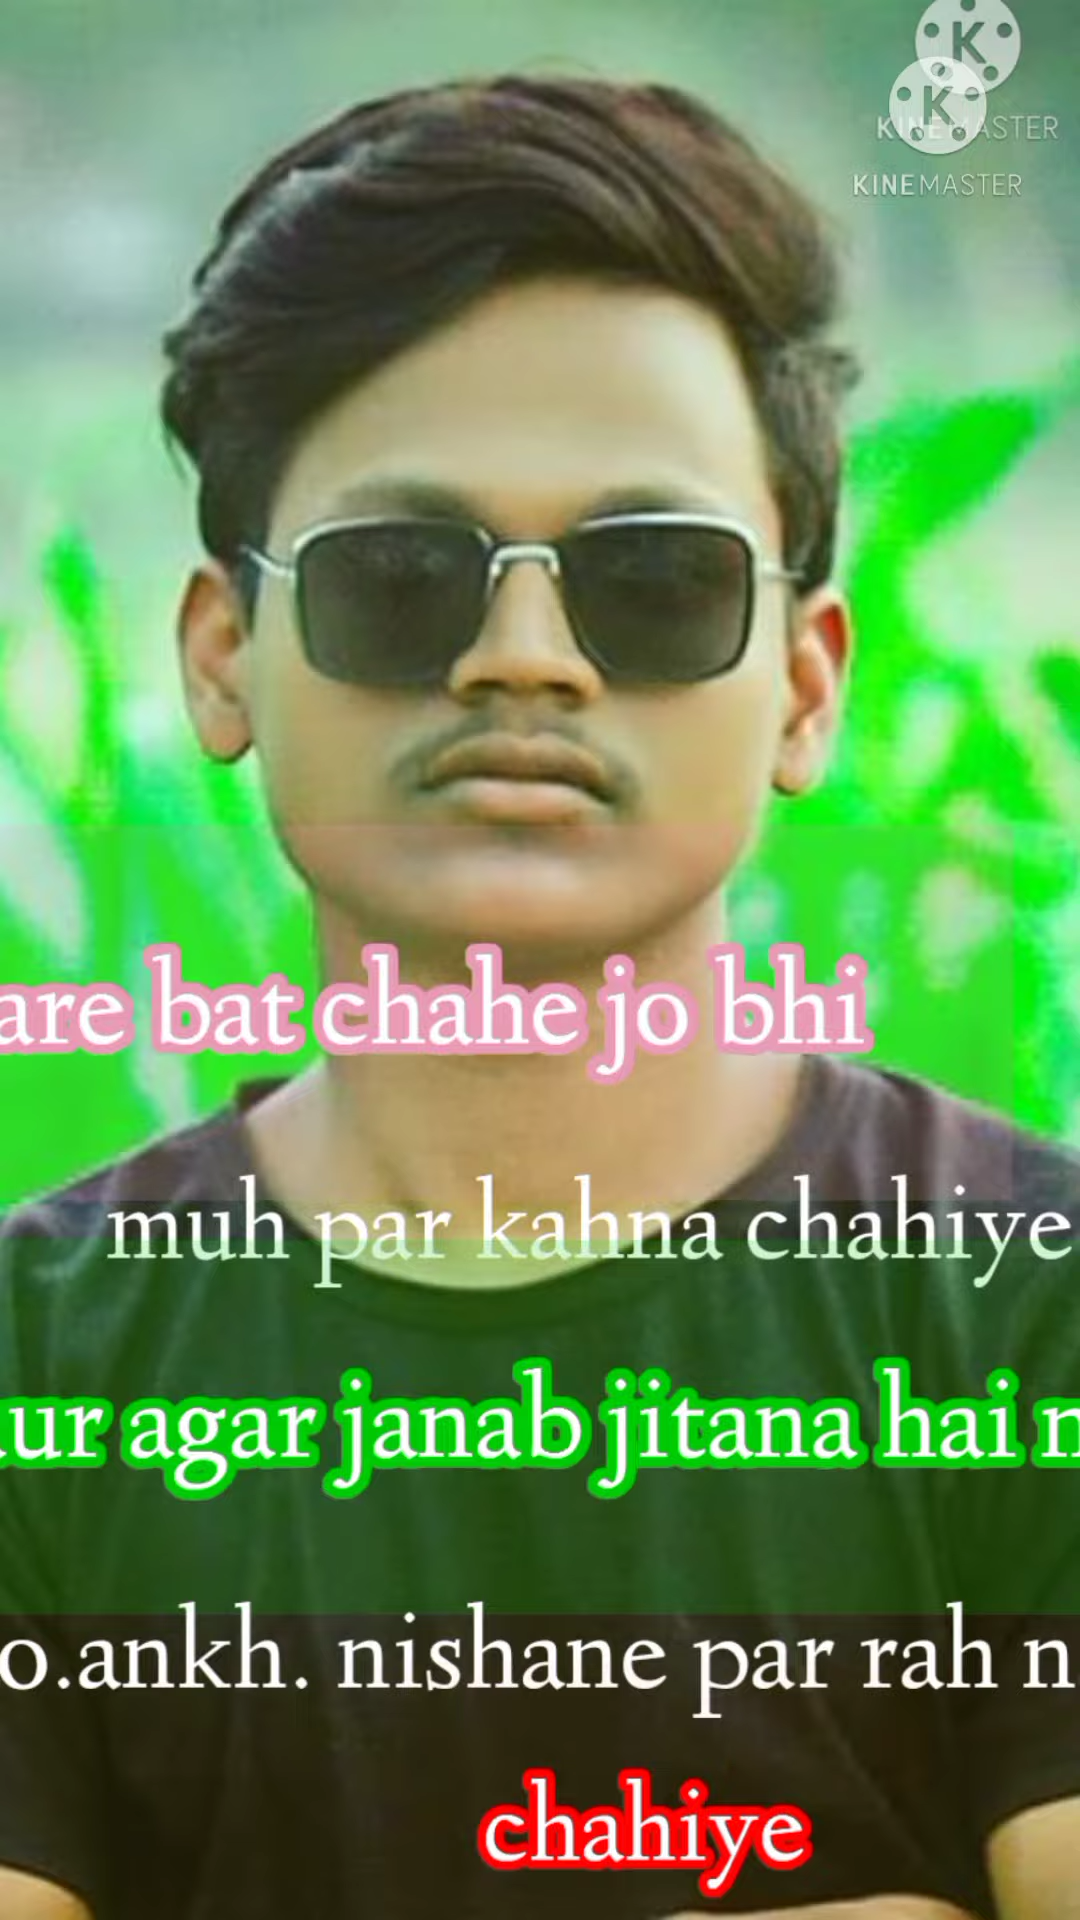 KINEMASTER
KINEMASTER
are bat chahe jo bhi
muh par kahna chahiye
ur agar janab jitana hai n
o.ankh. nishane par rah n
chahiye